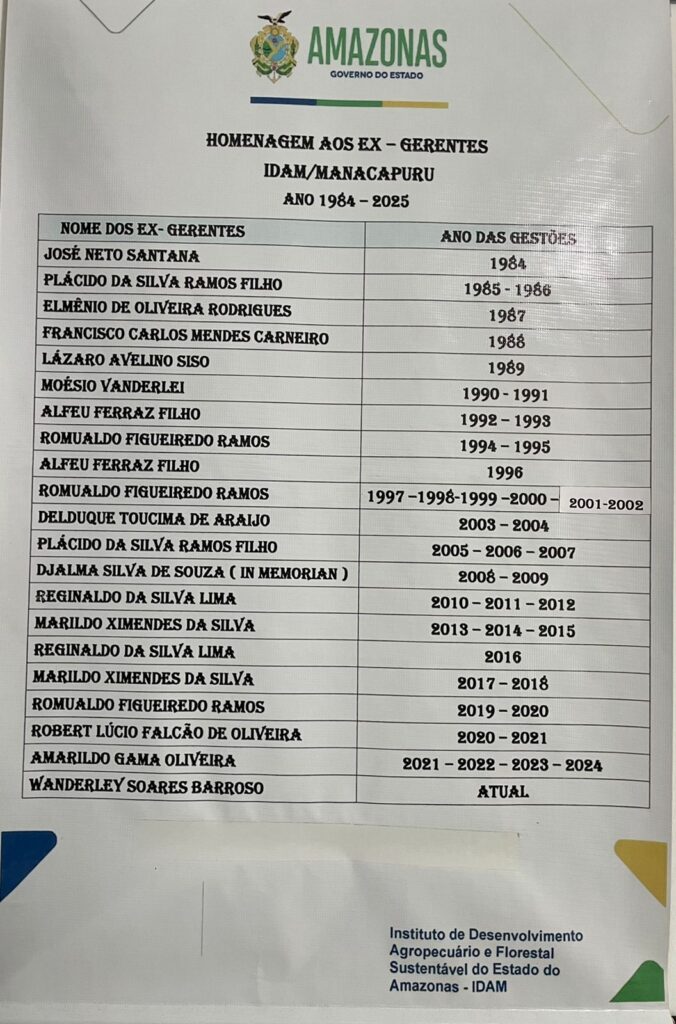 AMAZONAS
GOVERNO DO ESTADO
HOMENAGEM AOS EX – GERENTES
IDAM/MANACAPURU
ANO 1984 – 2025
NOME DOS EX- GERENTES ANO DAS GESTÕES
JOSÉ NETO SANTANA 1984
PLÁCIDO DA SILVA RAMOS FILHO 1985 - 1986
ELMÊNIO DE OLIVEIRA RODRIGUES 1987
FRANCISCO CARLOS MENDES CARNEIRO 1988
LÁZARO AVELINO SISO 1989
MOÉSIO VANDERLEI 1990 - 1991
ALFEU FERRAZ FILHO 1992 – 1993
ROMUALDO FIGUEIREDO RAMOS 1994 – 1995
ALFEU FERRAZ FILHO 1996
ROMUALDO FIGUEIREDO RAMOS 1997 –1998-1999 –2000 – 2001-2002
DELDUQUE TOUCIMA DE ARAIJO 2003 – 2004
PLÁCIDO DA SILVA RAMOS FILHO 2005 – 2006 – 2007
DJALMA SILVA DE SOUZA ( IN MEMORIAN ) 2008 – 2009
REGINALDO DA SILVA LIMA 2010 – 2011 – 2012
MARILDO XIMENDES DA SILVA 2013 – 2014 – 2015
REGINALDO DA SILVA LIMA 2016
MARILDO XIMENDES DA SILVA 2017 – 2018
ROMUALDO FIGUEIREDO RAMOS 2019 – 2020
ROBERT LÚCIO FALCÃO DE OLIVEIRA 2020 – 2021
AMARILDO GAMA OLIVEIRA 2021 – 2022 – 2023 – 2024
WANDERLEY SOARES BARROSO ATUAL
Instituto de Desenvolvimento
Agropecuário e Florestal
Sustentável do Estado do
Amazonas - IDAM